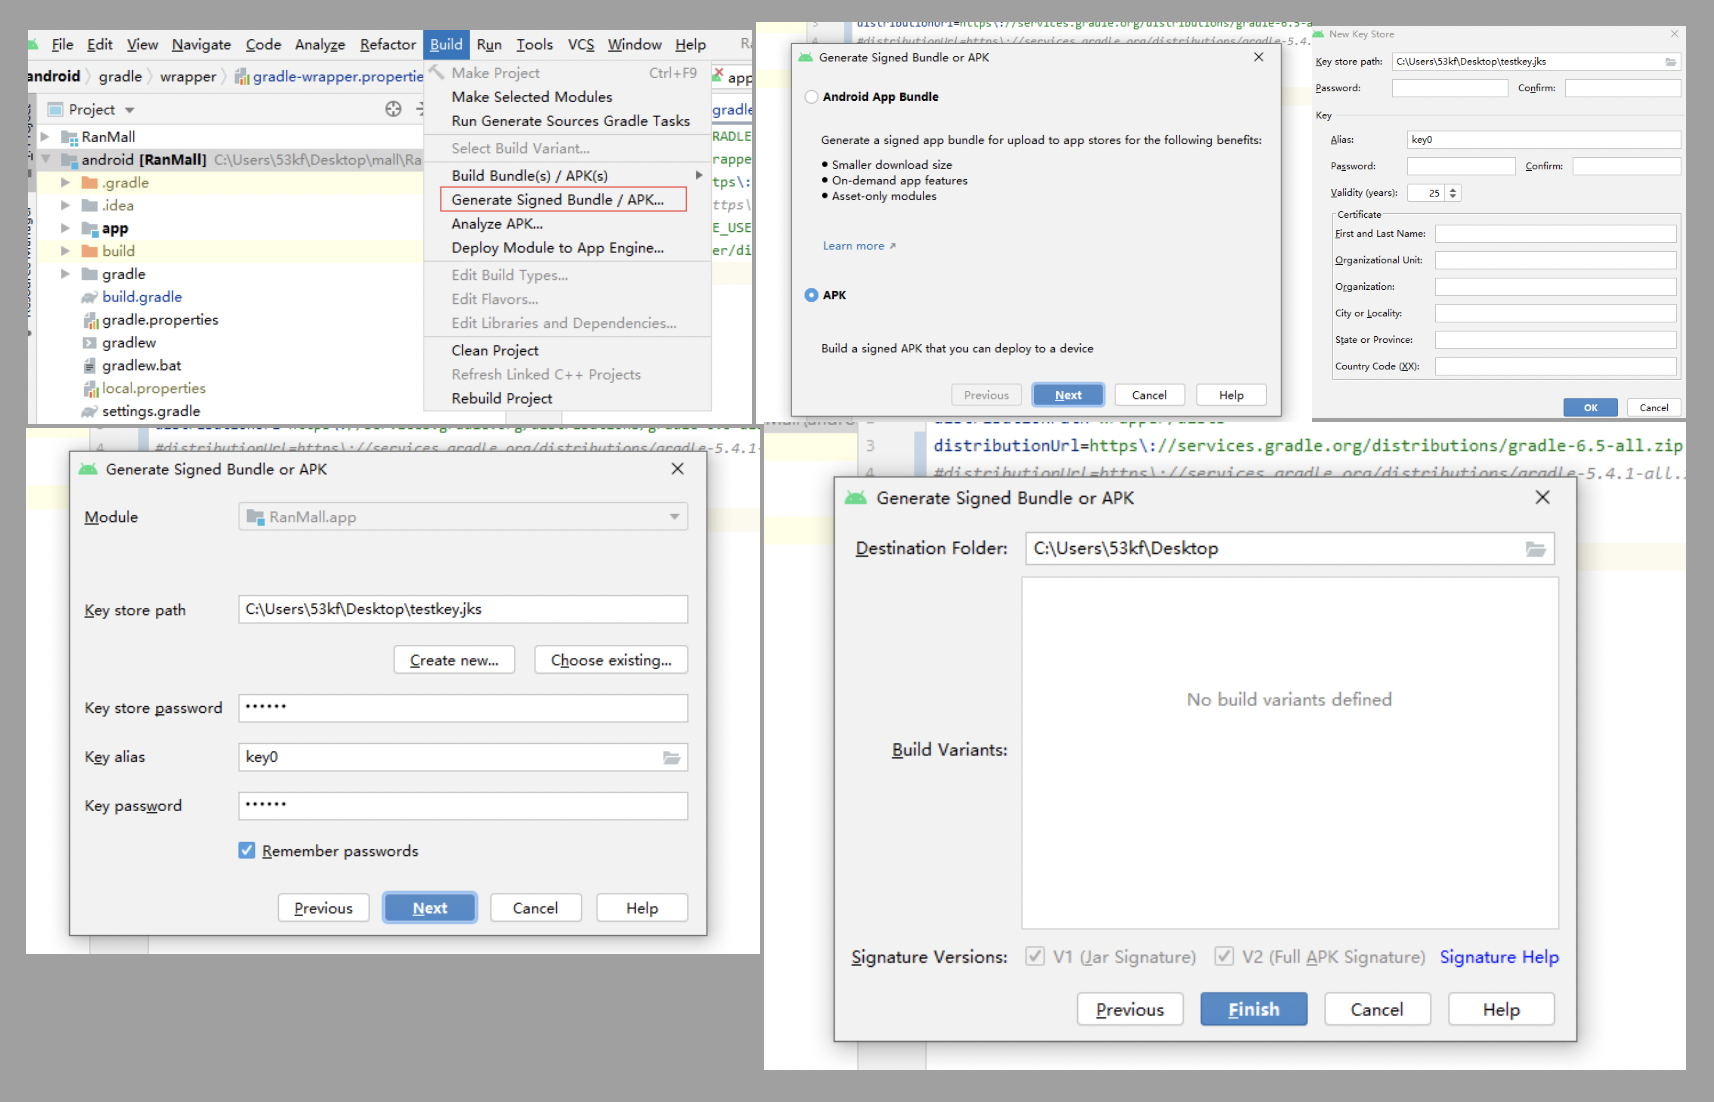 File Edit View Navigate Code Analyze Refactor Build Run Tools VCS Window Help
android gradle wrapper gradle-wrapper.propertie
Project
RanMall
android [RanMall] C:\Users\53kf\Desktop\mall\Ra
.gradle
.idea
app
build
gradle
build.gradle
gradle.properties
gradlew
gradlew.bat
local.properties
settings.gradle
Make Project Ctrl+F9
Make Selected Modules
Run Generate Sources Gradle Tasks
Select Build Variant...
Build Bundle(s) / APK(s)
Generate Signed Bundle / APK...
Analyze APK...
Deploy Module to App Engine...
Edit Build Types...
Edit Flavors...
Edit Libraries and Dependencies...
Clean Project
Refresh Linked C++ Projects
Rebuild Project
app
gradle
RADLE
rappe
tps\:
ttps\
E_USE
er/di
distributionUrl=https\://services.gradle.org/distributions/gradle-6.5-a
4
#distributionUrl=https\://services.gradle.org/distributions/gradle-5.4.
Generate Signed Bundle or APK
Android App Bundle
Generate a signed app bundle for upload to app stores for the following benefits:
● Smaller download size
● On-demand app features
● Asset-only modules
Learn more ↗
APK
Build a signed APK that you can deploy to a device
Previous Next Cancel Help
New Key Store
Key store path: C:\Users\53kf\Desktop\testkey.jks
Password: Confirm:
Key
Alias: key0
Password: Confirm:
Validity (years): 25
Certificate
First and Last Name:
Organizational Unit:
Organization:
City or Locality:
State or Province:
Country Code (XX):
OK Cancel
4 #distributionUrl=https\://services.gradle.org/distributions/gradle-5.4.1-
Generate Signed Bundle or APK
Module RanMall.app
Key store path C:\Users\53kf\Desktop\testkey.jks
Create new... Choose existing...
Key store password ••••••
Key alias key0
Key password ••••••
Remember passwords
Previous Next Cancel Help
3 distributionUrl=https\://services.gradle.org/distributions/gradle-6.5-all.zip
4 #distributionUrl=https\://services.gradle.org/distributions/gradle-5.4.1-all.
Generate Signed Bundle or APK
Destination Folder: C:\Users\53kf\Desktop
No build variants defined
Build Variants:
Signature Versions: V1 (Jar Signature) V2 (Full APK Signature) Signature Help
Previous Finish Cancel Help